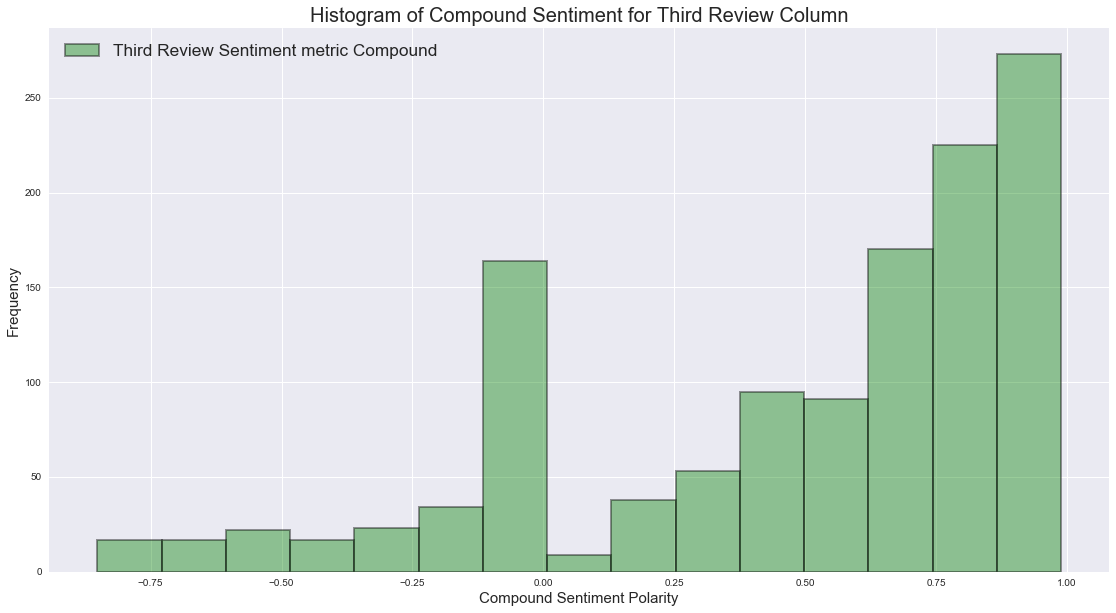 Histogram of Compound Sentiment for Third Review Column
Third Review Sentiment metric Compound
Frequency
250
200
150
100
50
0
−0.75 −0.50 −0.25 0.00 0.25 0.50 0.75 1.00
Compound Sentiment Polarity